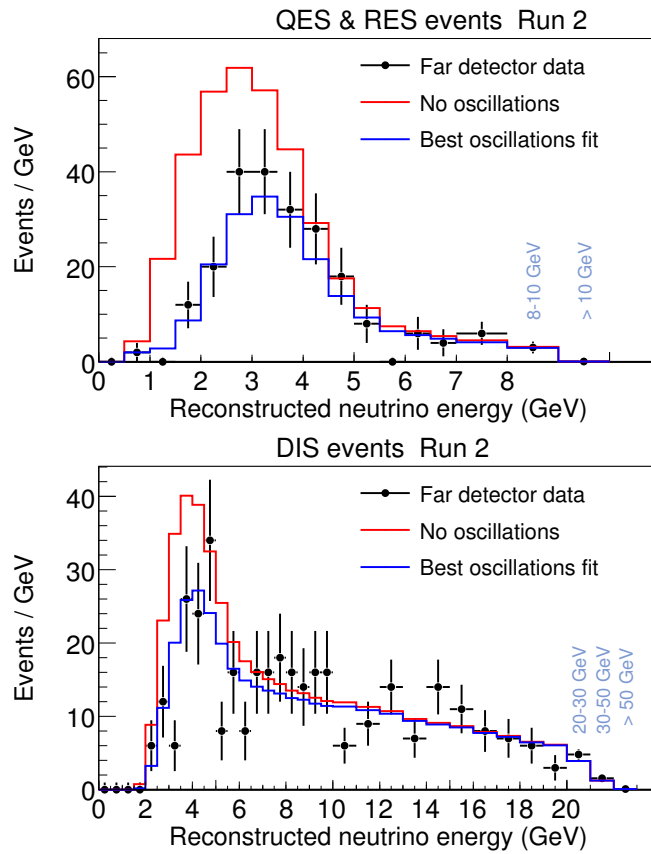 QES & RES events Run 2
Far detector data
No oscillations
Best oscillations fit
Events / GeV
60
40
20
0
8-10 GeV
> 10 GeV
0 1 2 3 4 5 6 7 8
Reconstructed neutrino energy (GeV)
DIS events Run 2
Far detector data
No oscillations
Best oscillations fit
Events / GeV
40
30
20
10
0
20-30 GeV
30-50 GeV
> 50 GeV
0 2 4 6 8 10 12 14 16 18 20
Reconstructed neutrino energy (GeV)